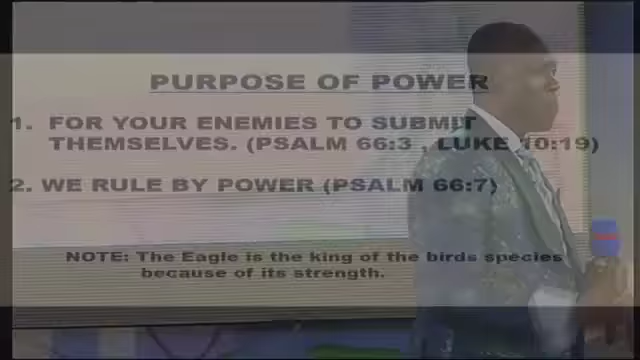 PURPOSE OF POWER
1. FOR YOUR ENEMIES TO SUBMIT
THEMSELVES. (PSALM 66:3 , LUKE 10:19)
2. WE RULE BY POWER (PSALM 66:7)
NOTE: The Eagle is the king of the birds species
because of its strength.